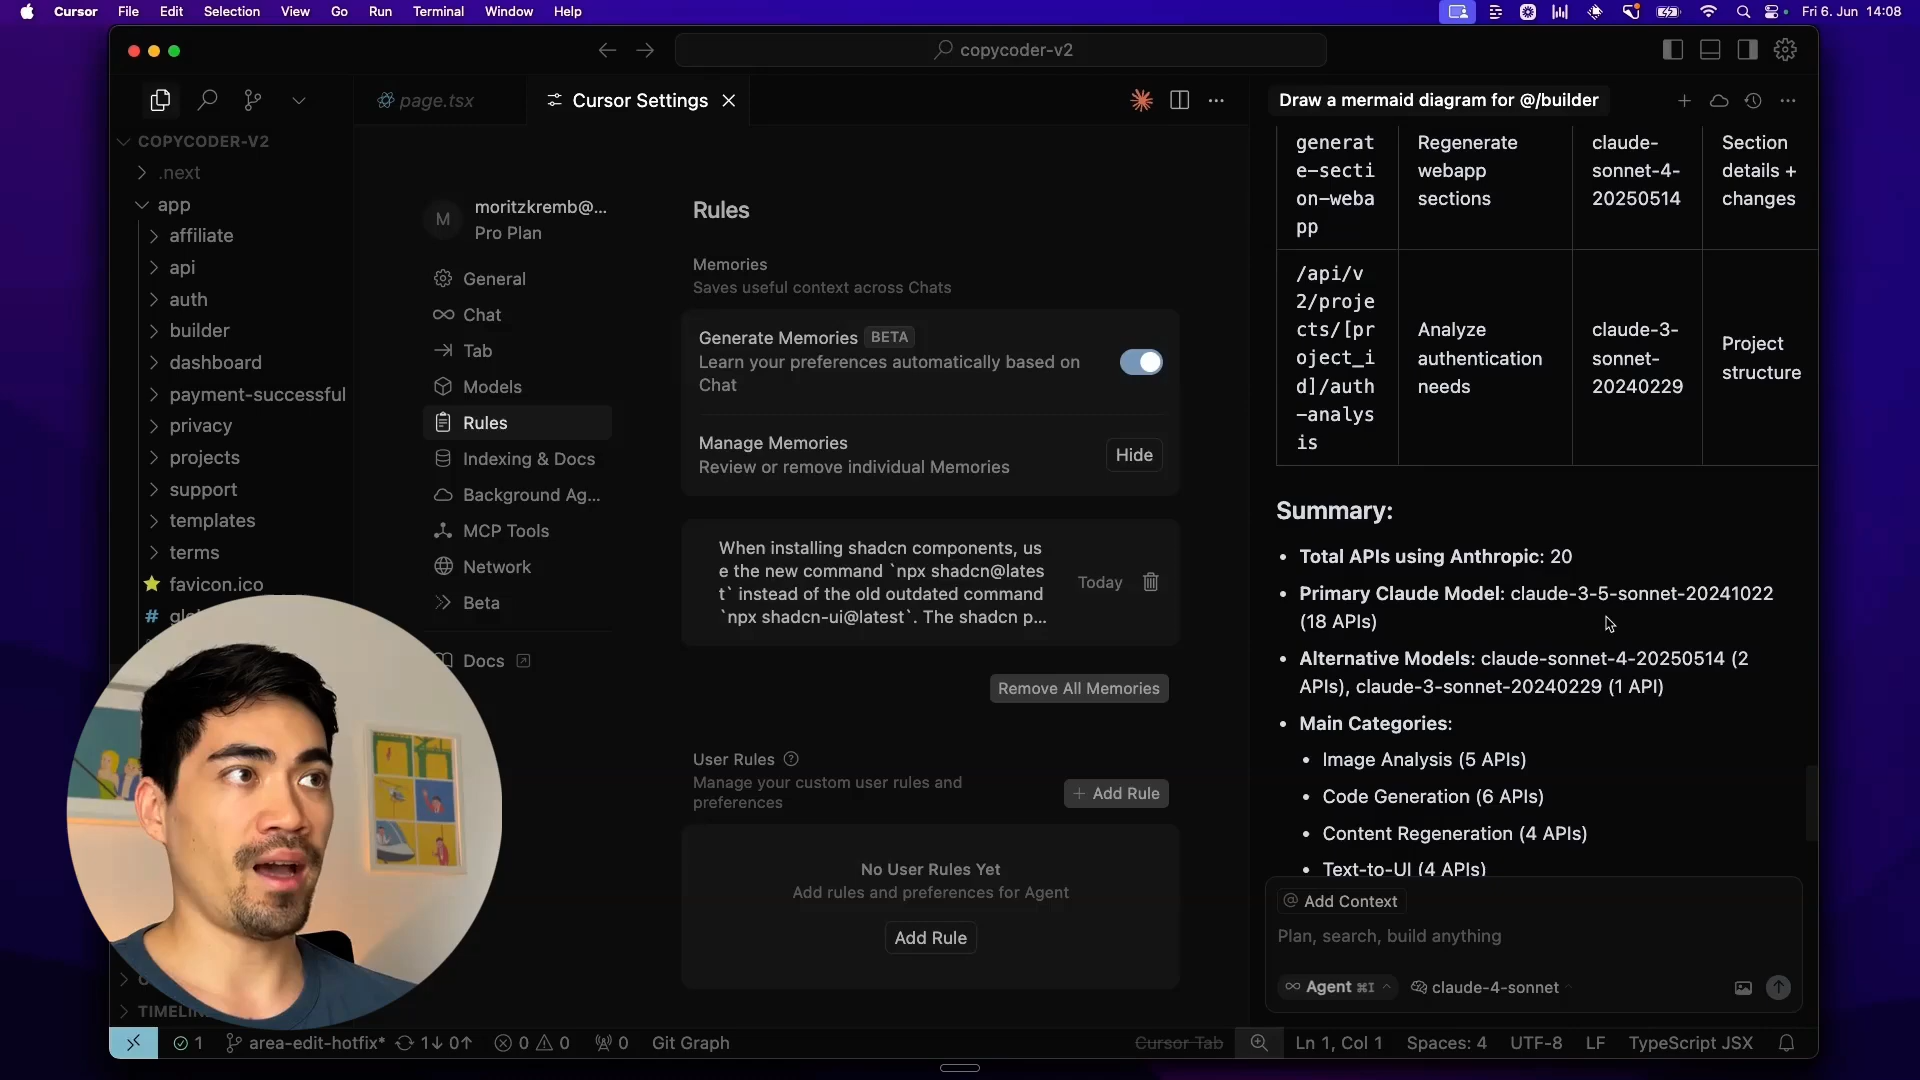 Cursor File Edit Selection View Go Run Terminal Window Help
Fri 6. Jun 14:08
copycoder-v2
page.tsx
Cursor Settings
COPYCODER-V2
.next
app
affiliate
api
auth
builder
dashboard
payment-successful
privacy
projects
support
templates
terms
favicon.ico
#
TIMELIN
M
moritzkremb@...
Pro Plan
General
Chat
Tab
Models
Rules
Indexing & Docs
Background Ag...
MCP Tools
Network
Beta
Docs
Rules
Memories
Saves useful context across Chats
Generate Memories BETA
Learn your preferences automatically based on
Chat
Manage Memories
Review or remove individual Memories
Hide
When installing shadcn components, us
e the new command `npx shadcn@lates
t` instead of the old outdated command
`npx shadcn-ui@latest`. The shadcn p...
Today
Remove All Memories
User Rules
Manage your custom user rules and
preferences
+ Add Rule
No User Rules Yet
Add rules and preferences for Agent
Add Rule
Draw a mermaid diagram for @/builder
generat
e-secti
on-weba
pp
Regenerate
webapp
sections
claude-
sonnet-4-
20250514
Section
details +
changes
/api/v
2/proje
cts/[pr
oject_i
d]/auth
-analys
is
Analyze
authentication
needs
claude-3-
sonnet-
20240229
Project
structure
Summary:
• Total APIs using Anthropic: 20
• Primary Claude Model: claude-3-5-sonnet-20241022
(18 APIs)
• Alternative Models: claude-sonnet-4-20250514 (2
APIs), claude-3-sonnet-20240229 (1 API)
• Main Categories:
• Image Analysis (5 APIs)
• Code Generation (6 APIs)
• Content Regeneration (4 APIs)
• Text-to-UI (4 APIs)
@ Add Context
Plan, search, build anything
Agent ⌘I
claude-4-sonnet
1 area-edit-hotfix* 1↓ 0↑ 0 0 0 Git Graph
Cursor Tab Ln 1, Col 1 Spaces: 4 UTF-8 LF TypeScript JSX